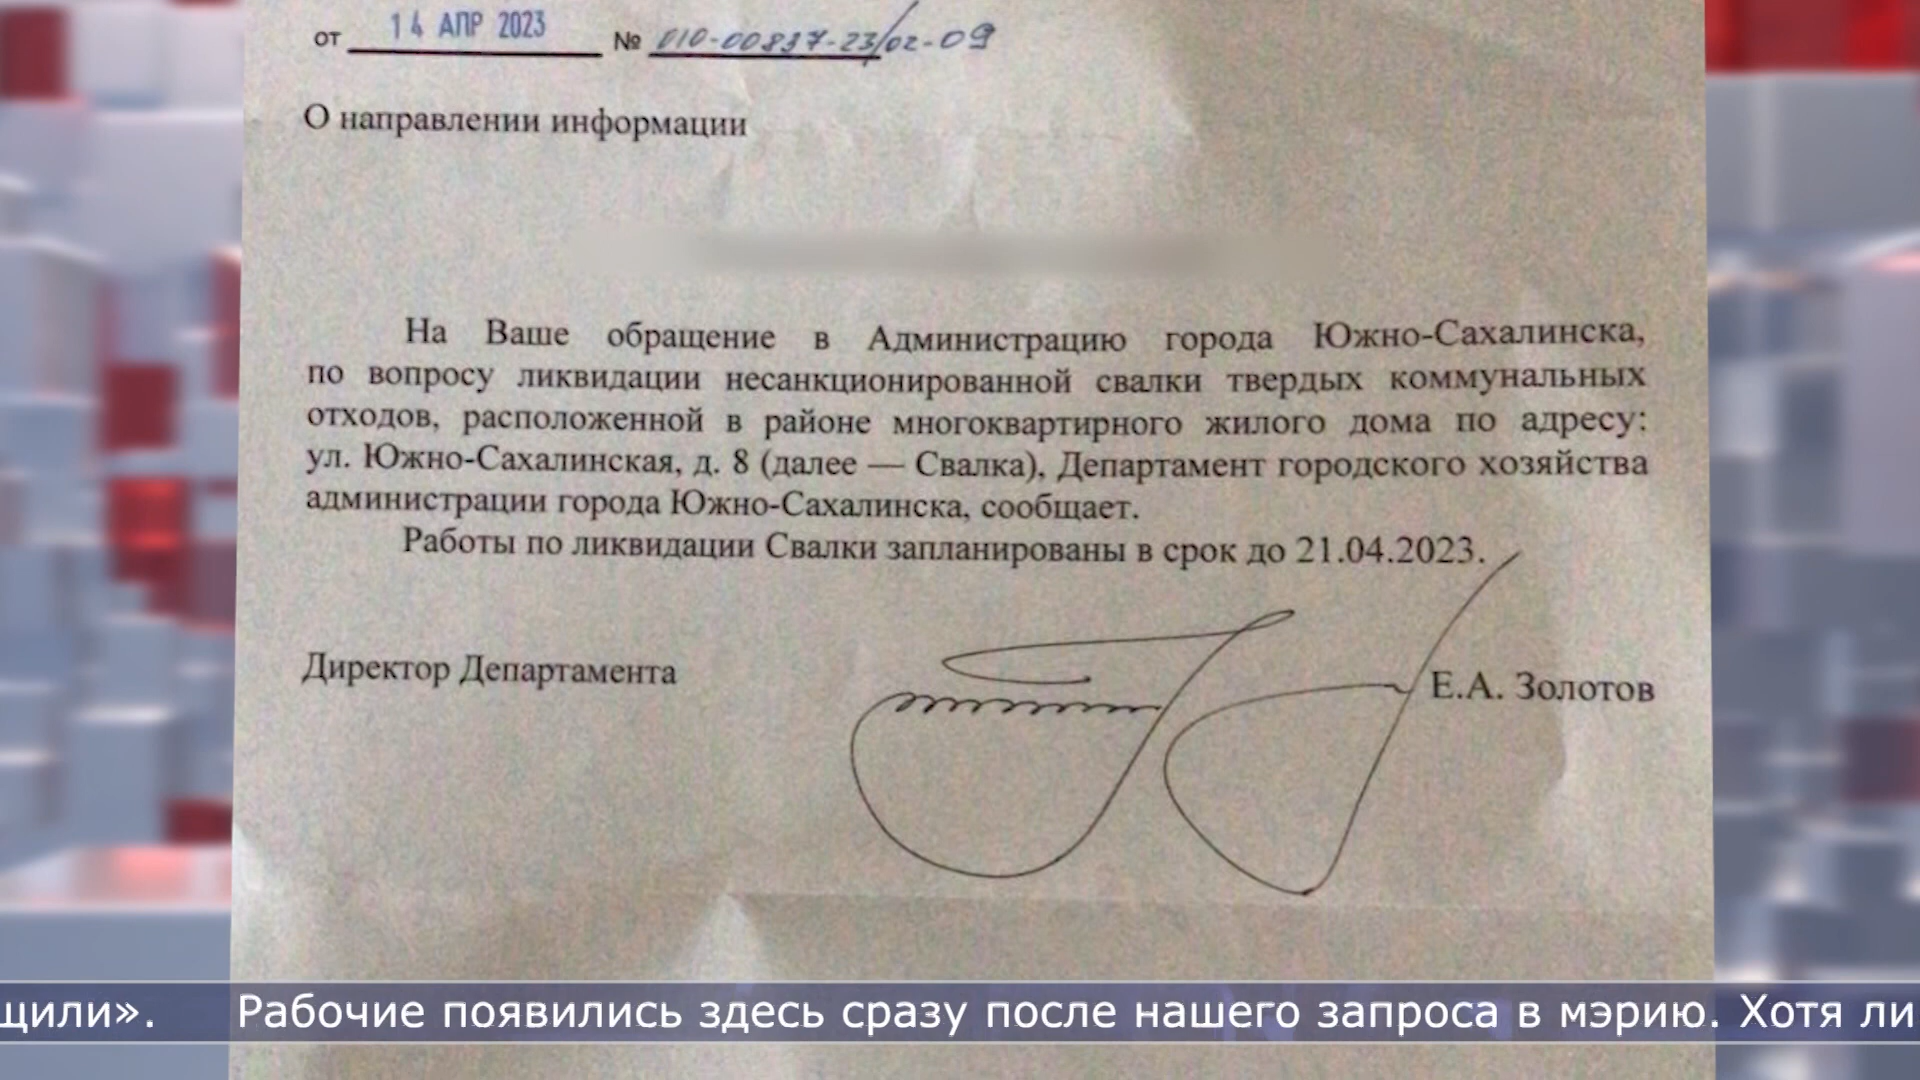 от 14 АПР 2023 № 010-00837-23/02-09
О направлении информации
На Ваше обращение в Администрацию города Южно-Сахалинска,
по вопросу ликвидации несанкционированной свалки твердых коммунальных
отходов, расположенной в районе многоквартирного жилого дома по адресу:
ул. Южно-Сахалинская, д. 8 (далее — Свалка), Департамент городского хозяйства
администрации города Южно-Сахалинска, сообщает.
Работы по ликвидации Свалки запланированы в срок до 21.04.2023.
Директор Департамента Е.А. Золотов
щили». Рабочие появились здесь сразу после нашего запроса в мэрию. Хотя ли